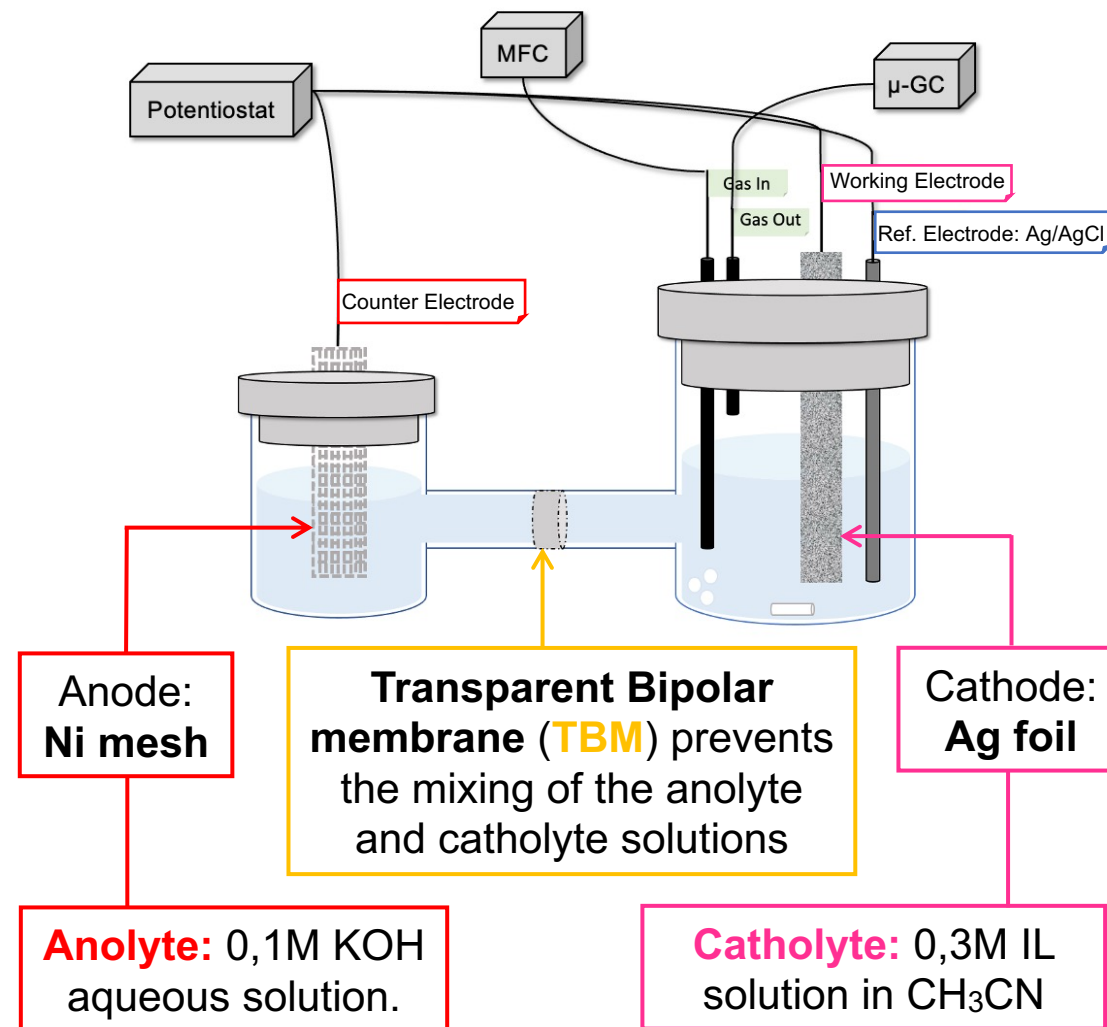 MFC
μ-GC
Potentiostat
Gas In
Working Electrode
Gas Out
Ref. Electrode: Ag/AgCl
Counter Electrode
Anode:
Ni mesh
Transparent Bipolar
membrane (TBM) prevents
the mixing of the anolyte
and catholyte solutions
Cathode:
Ag foil
Anolyte: 0,1M KOH
aqueous solution.
Catholyte: 0,3M IL
solution in CH₃CN